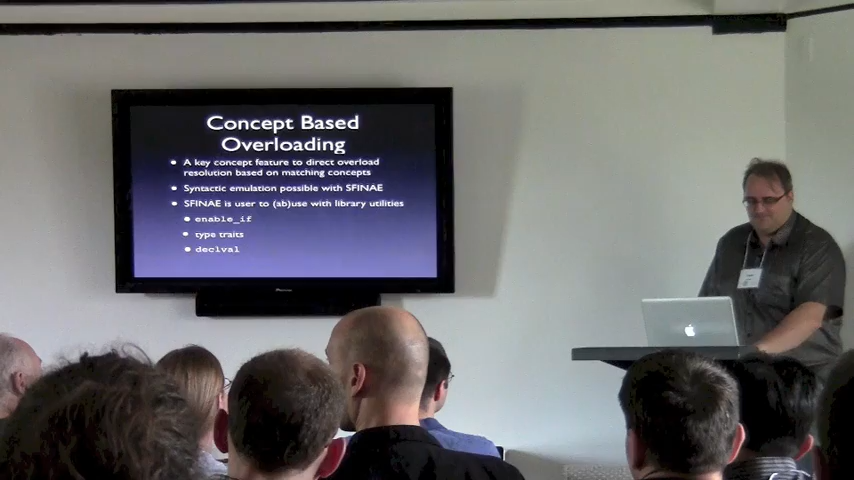 Concept Based
Overloading
• A key concept feature to direct overload
resolution based on matching concepts
• Syntactic emulation possible with SFINAE
• SFINAE is user to (ab)use with library utilities
• enable_if
• type traits
• declval